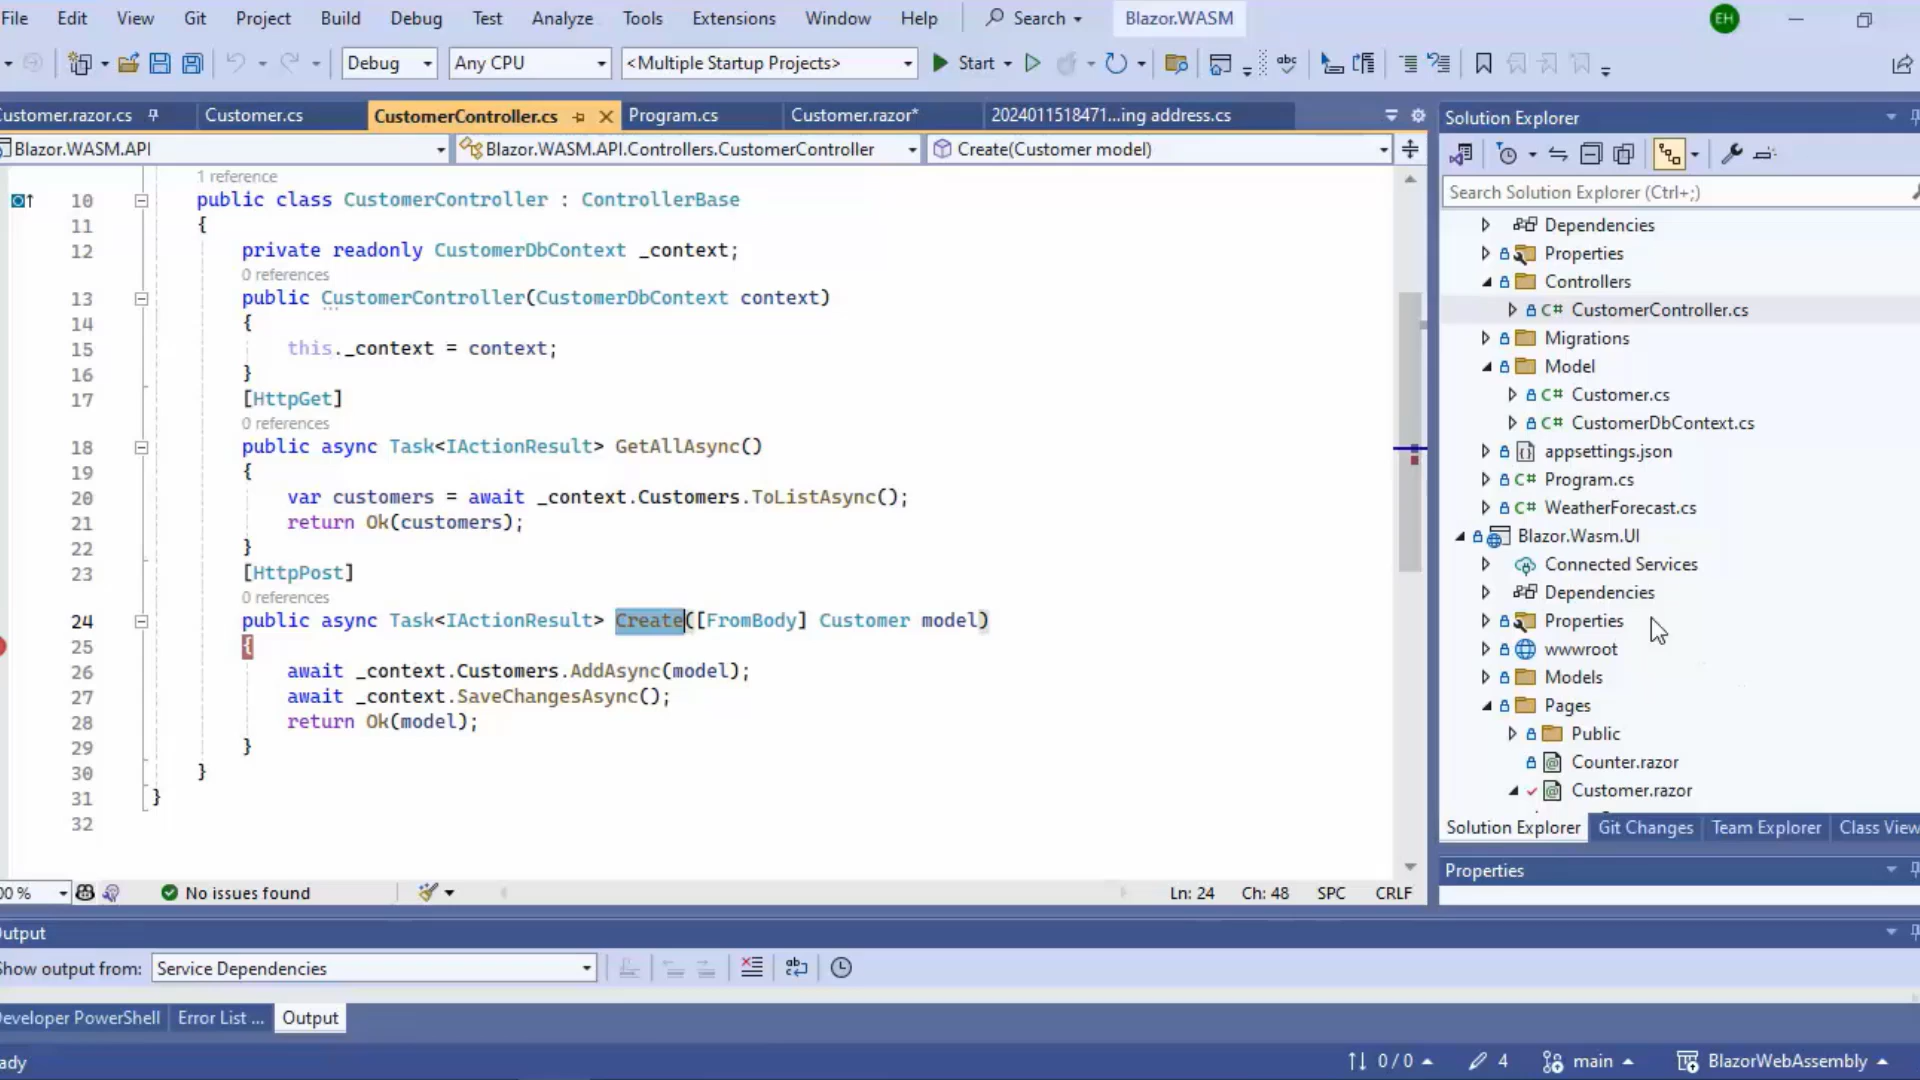 File Edit View Git Project Build Debug Test Analyze Tools Extensions Window Help Search Blazor.WASM EH
Debug Any CPU <Multiple Startup Projects> Start
Customer.razor.cs Customer.cs CustomerController.cs Program.cs Customer.razor* 2024011518471...ing address.cs
Blazor.WASM.API Blazor.WASM.API.Controllers.CustomerController Create(Customer model)
1 reference
10 public class CustomerController : ControllerBase
11 {
12 private readonly CustomerDbContext _context;
0 references
13 public CustomerController(CustomerDbContext context)
14 {
15 this._context = context;
16 }
17 [HttpGet]
0 references
18 public async Task<IActionResult> GetAllAsync()
19 {
20 var customers = await _context.Customers.ToListAsync();
21 return Ok(customers);
22 }
23 [HttpPost]
0 references
24 public async Task<IActionResult> Create([FromBody] Customer model)
25 {
26 await _context.Customers.AddAsync(model);
27 await _context.SaveChangesAsync();
28 return Ok(model);
29 }
30 }
31 }
32
00 % No issues found Ln: 24 Ch: 48 SPC CRLF
Solution Explorer
Search Solution Explorer (Ctrl+;)
Dependencies
Properties
Controllers
C# CustomerController.cs
Migrations
Model
C# Customer.cs
C# CustomerDbContext.cs
appsettings.json
C# Program.cs
C# WeatherForecast.cs
Blazor.Wasm.UI
Connected Services
Dependencies
Properties
wwwroot
Models
Pages
Public
Counter.razor
Customer.razor
Solution Explorer Git Changes Team Explorer Class View
Properties
Output
Show output from: Service Dependencies
Developer PowerShell Error List ... Output
ady 0 / 0 4 main BlazorWebAssembly